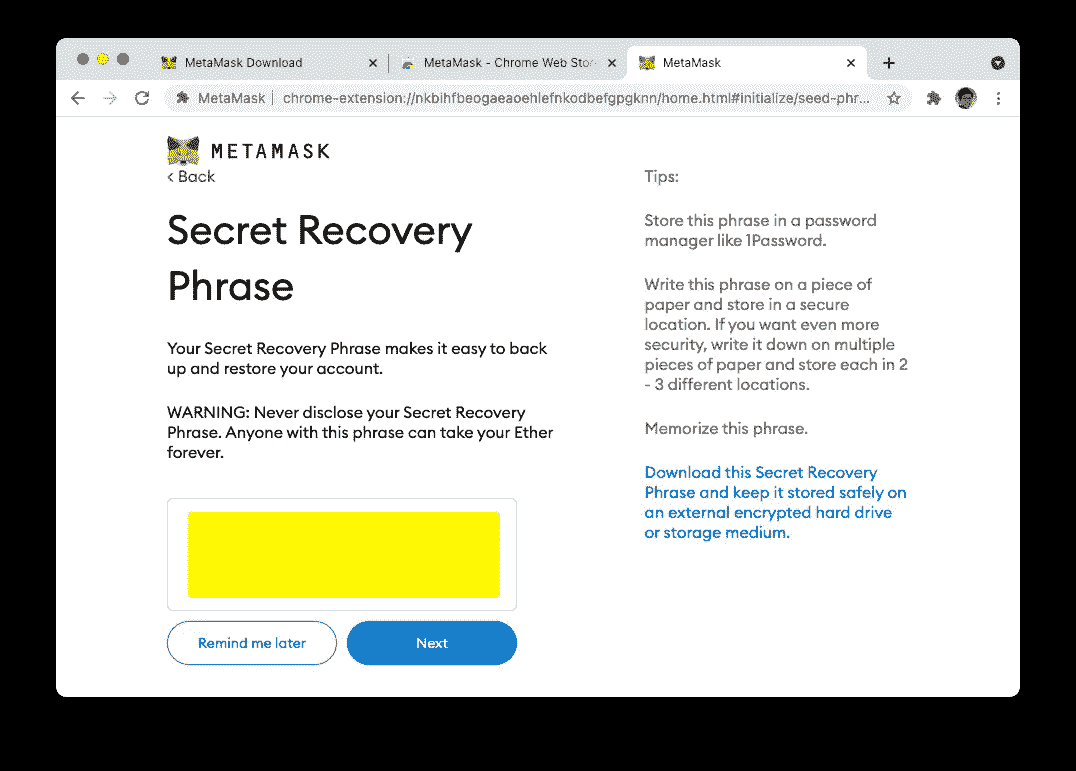 MetaMask Download
MetaMask - Chrome Web Stor
MetaMask
MetaMask
chrome-extension://nkbihfbeogaeaoehlefnkodbefgpgknn/home.html#initialize/seed-phr...
METAMASK
< Back
Secret Recovery
Phrase
Your Secret Recovery Phrase makes it easy to back
up and restore your account.
WARNING: Never disclose your Secret Recovery
Phrase. Anyone with this phrase can take your Ether
forever.
Remind me later
Next
Tips:
Store this phrase in a password
manager like 1Password.
Write this phrase on a piece of
paper and store in a secure
location. If you want even more
security, write it down on multiple
pieces of paper and store each in 2
- 3 different locations.
Memorize this phrase.
Download this Secret Recovery
Phrase and keep it stored safely on
an external encrypted hard drive
or storage medium.